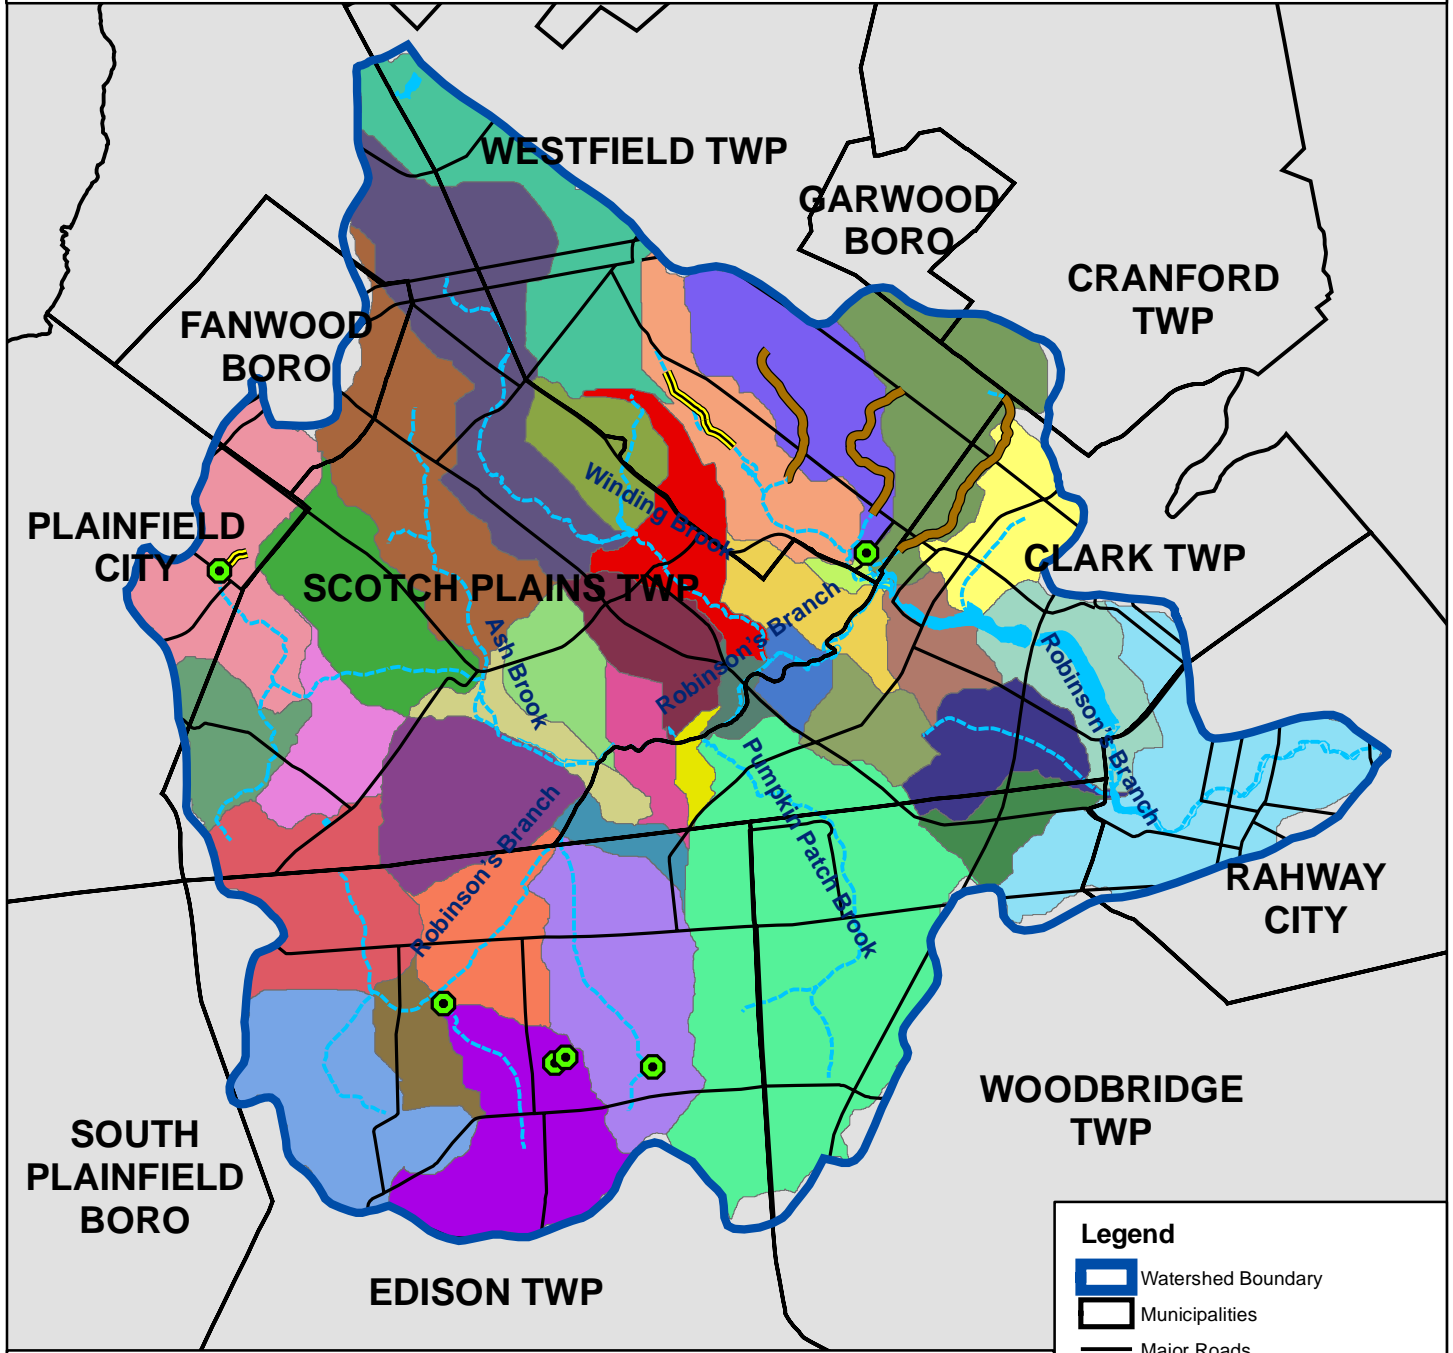 WESTFIELD TWP
GARWOOD
BORO
CRANFORD
TWP
FANWOOD
BORO
PLAINFIELD
CITY
Winding Brook
CLARK TWP
SCOTCH PLAINS TWP
Robinson's Branch
Ash Brook
Robinson's Branch
Pumpkin Patch Brook
Robinson's Branch
RAHWAY
CITY
WOODBRIDGE
TWP
SOUTH
PLAINFIELD
BORO
EDISON TWP
Legend
Watershed Boundary
Municipalities
Major Roads